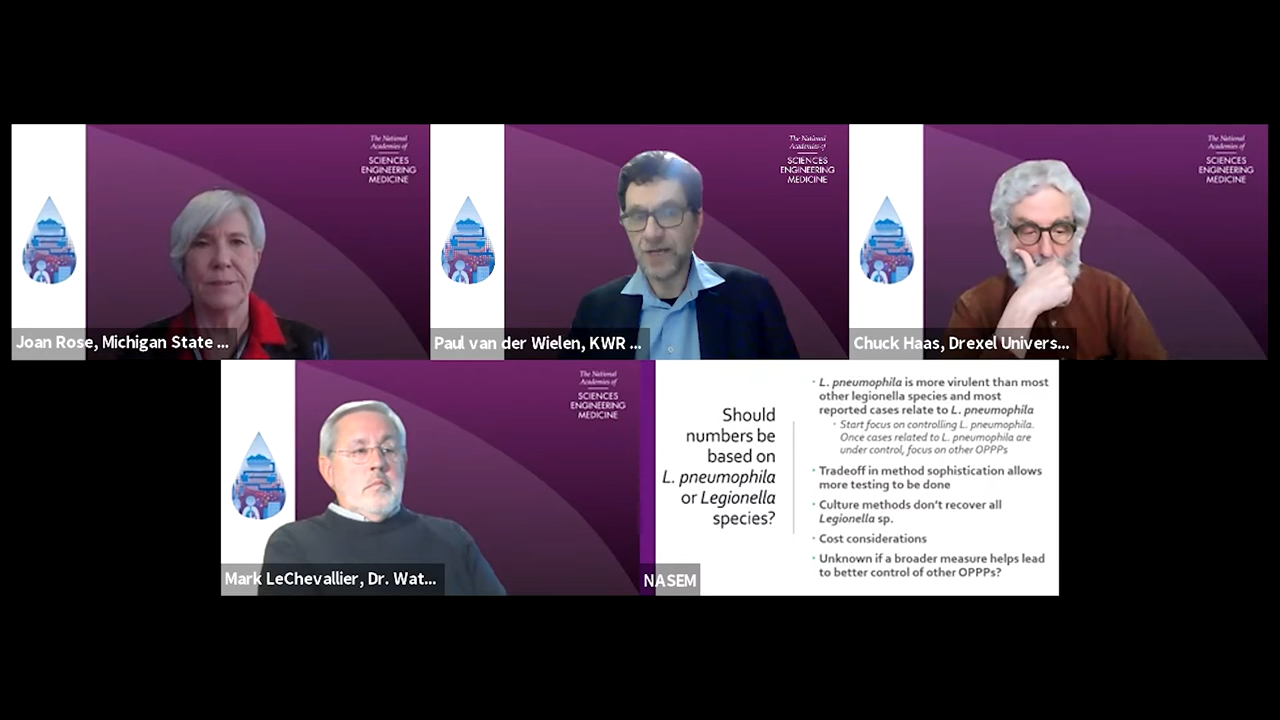 The National
Academies of
SCIENCES
ENGINEERING
MEDICINE
Joan Rose, Michigan State ...
The National
Academies of
SCIENCES
ENGINEERING
MEDICINE
Paul van der Wielen, KWR ...
The National
Academies of
SCIENCES
ENGINEERING
MEDICINE
Chuck Haas, Drexel Univers...
The National
Academies of
SCIENCES
ENGINEERING
MEDICINE
Mark LeChevallier, Dr. Wat...
Should
numbers be
based on
L. pneumophila
or Legionella
species?
· L. pneumophila is more virulent than most
other legionella species and most
reported cases relate to L. pneumophila
· Start focus on controlling L. pneumophila.
Once cases related to L. pneumophila are
under control, focus on other OPPPs
· Tradeoff in method sophistication allows
more testing to be done
· Culture methods don't recover all
Legionella sp.
· Cost considerations
· Unknown if a broader measure helps lead
to better control of other OPPPs?
NASEM